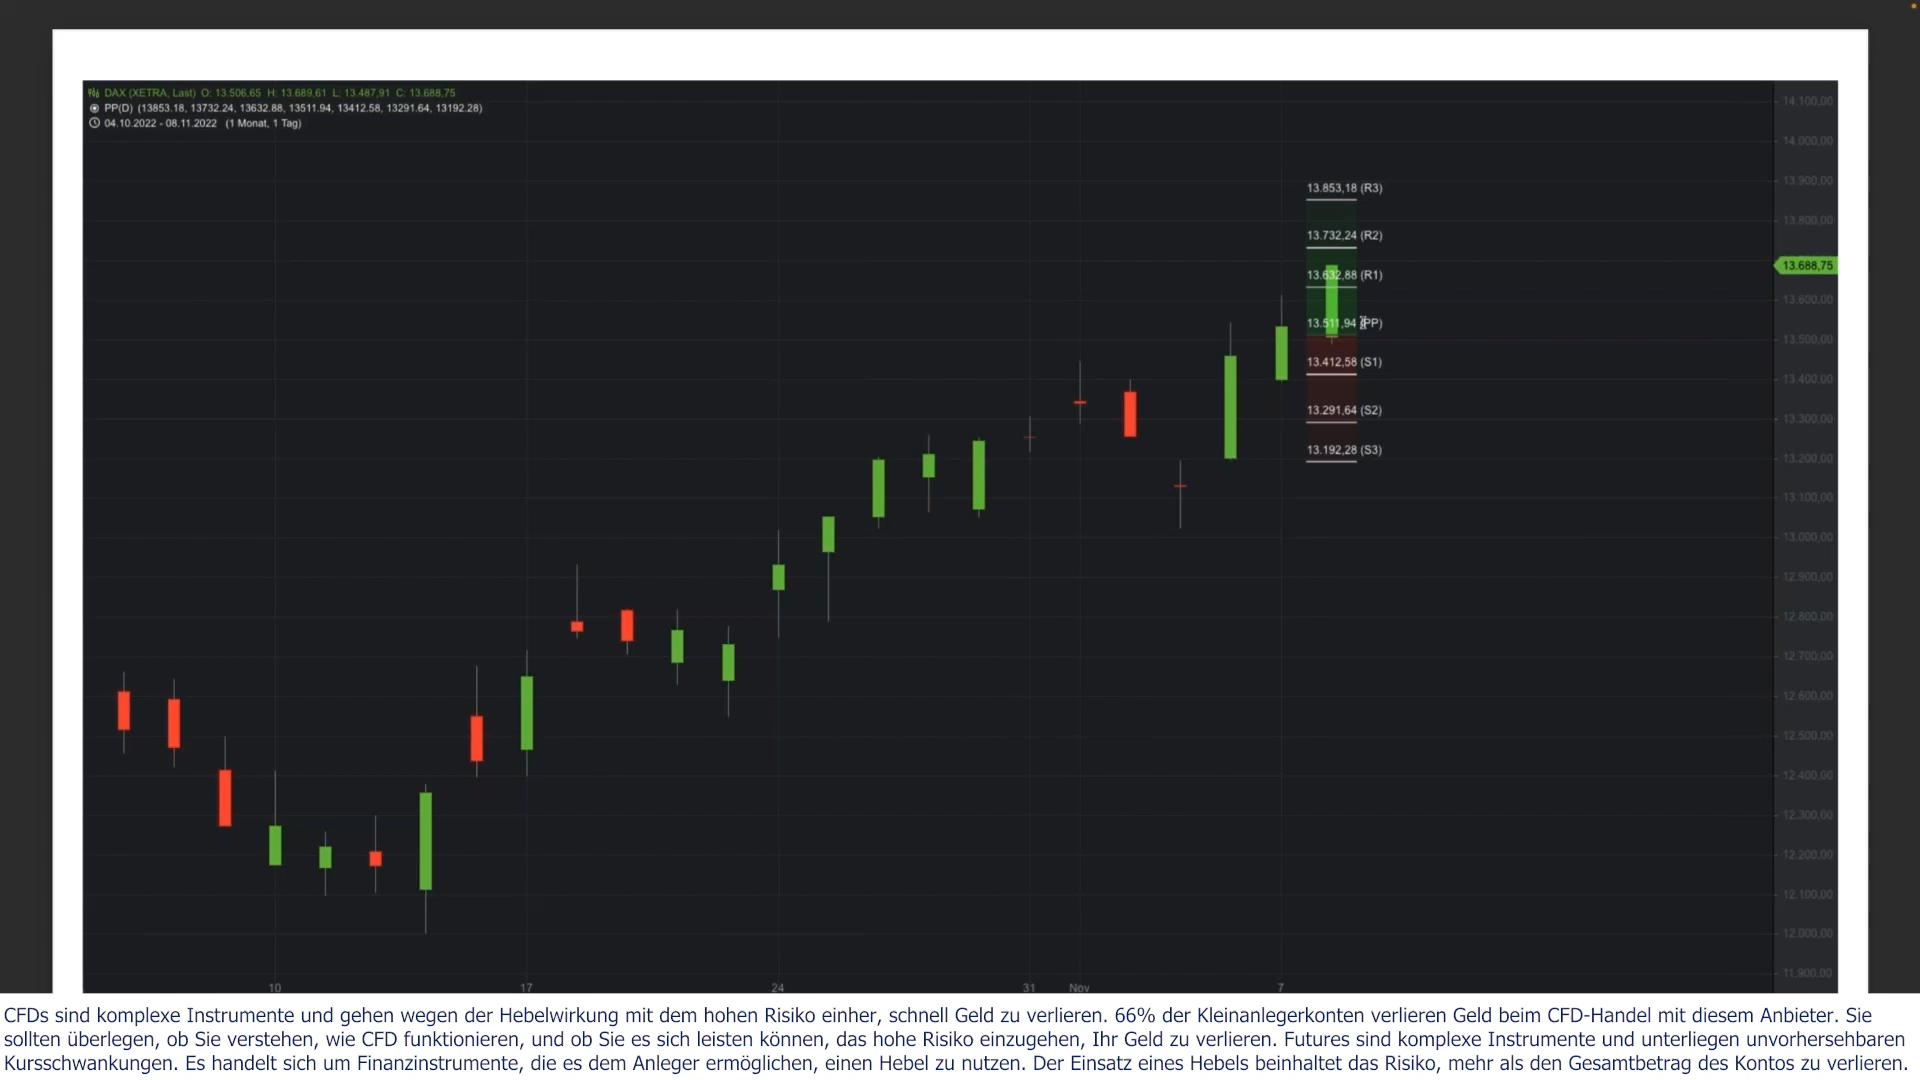 DAX (XETRA, Last) O: 13.506,65 H: 13.689,61 L: 13.487,91 C: 13.688,75
PP(D) (13853.18, 13732.24, 13632.88, 13511.94, 13412.58, 13291.64, 13192.28)
04.10.2022 - 08.11.2022 (1 Monat, 1 Tag)
14.100,00
14.000,00
13.900,00
13.853,18 (R3)
13.800,00
13.732,24 (R2)
13.688,75
13.632,88 (R1)
13.600,00
13.511,94 (PP)
13.500,00
13.412,58 (S1)
13.400,00
13.291,64 (S2)
13.300,00
13.192,28 (S3)
13.200,00
13.100,00
13.000,00
12.900,00
12.800,00
12.700,00
12.600,00
12.500,00
12.400,00
12.300,00
12.200,00
12.100,00
12.000,00
11.900,00
10 17 24 31 Nov 7
CFDs sind komplexe Instrumente und gehen wegen der Hebelwirkung mit dem hohen Risiko einher, schnell Geld zu verlieren. 66% der Kleinanlegerkonten verlieren Geld beim CFD-Handel mit diesem Anbieter. Sie
sollten überlegen, ob Sie verstehen, wie CFD funktionieren, und ob Sie es sich leisten können, das hohe Risiko einzugehen, Ihr Geld zu verlieren. Futures sind komplexe Instrumente und unterliegen unvorhersehbaren
Kursschwankungen. Es handelt sich um Finanzinstrumente, die es dem Anleger ermöglichen, einen Hebel zu nutzen. Der Einsatz eines Hebels beinhaltet das Risiko, mehr als den Gesamtbetrag des Kontos zu verlieren.